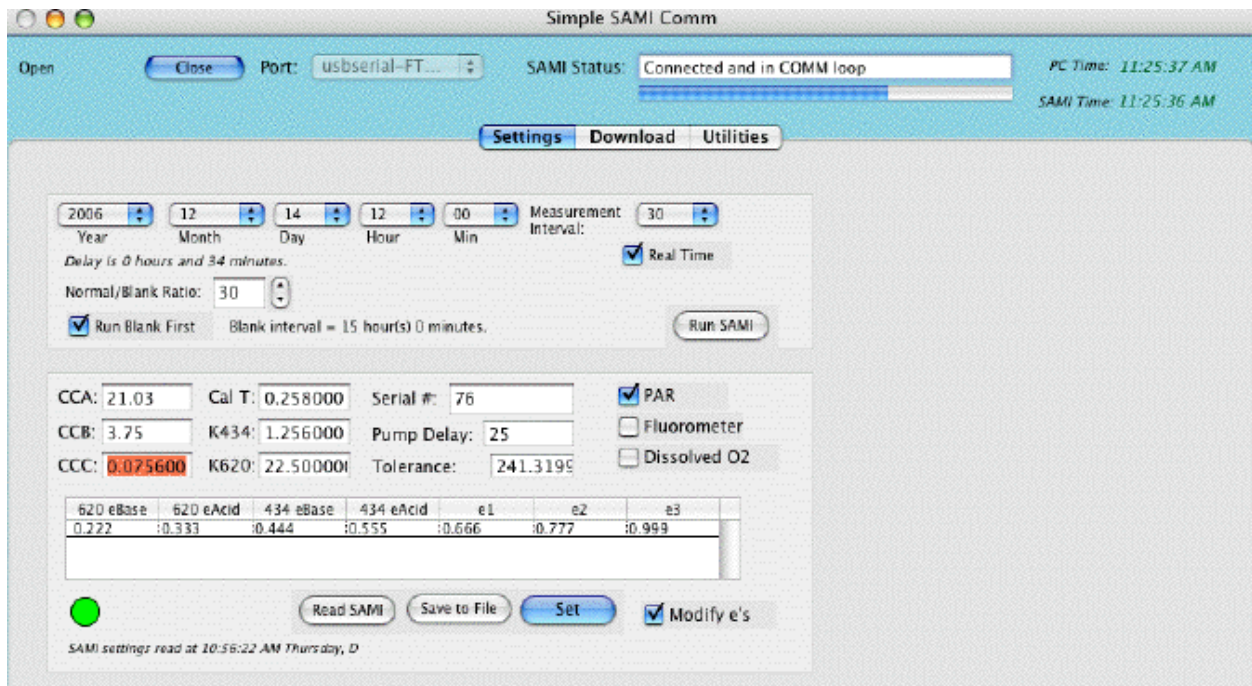 Simple SAMI Comm
Open Close Port: usbserial-FT... SAMI Status: Connected and in COMM loop PC Time: 11:25:37 AM
SAMI Time: 11:25:36 AM
Settings Download Utilities
2006 12 14 12 00 Measurement Interval: 30
Year Month Day Hour Min
Delay is 0 hours and 34 minutes. Real Time
Normal/Blank Ratio: 30
Run Blank First Blank interval = 15 hour(s) 0 minutes. Run SAMI
CCA: 21.03 Cal T: 0.258000 Serial #: 76 PAR
CCB: 3.75 K434: 1.256000 Pump Delay: 25 Fluorometer
CCC: 0.075600 K620: 22.50000 Tolerance: 241.3199 Dissolved O2
620 eBase 620 eAcid 434 eBase 434 eAcid e1 e2 e3
0.222 0.333 0.444 0.555 0.666 0.777 0.999
Read SAMI Save to File Set Modify e's
SAMI settings read at 10:56:22 AM Thursday, D